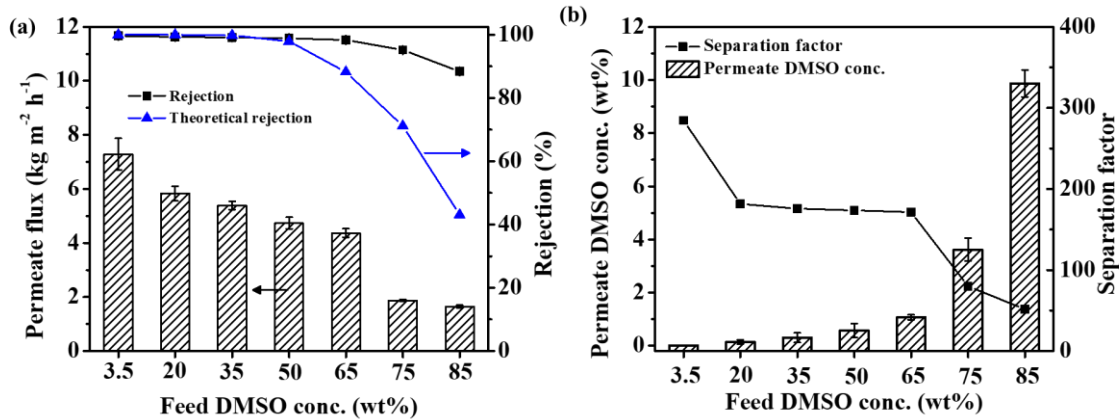 (a)
12
10
8
6
4
2
0
Permeate flux (kg m⁻² h⁻¹)
Rejection
Theoretical rejection
100
80
60
40
20
0
Rejection (%)
3.5 20 35 50 65 75 85
Feed DMSO conc. (wt%)
(b)
12
10
8
6
4
2
0
Permeate DMSO conc. (wt%)
Separation factor
Permeate DMSO conc.
400
300
200
100
0
Separation factor
3.5 20 35 50 65 75 85
Feed DMSO conc. (wt%)